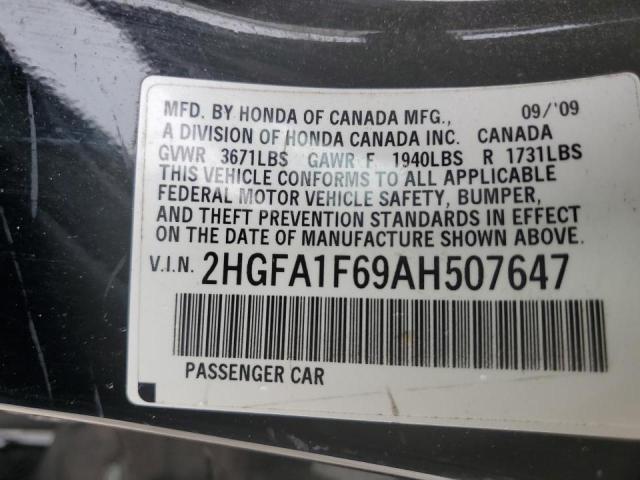 MFD. BY HONDA OF CANADA MFG., 09/'09
A DIVISION OF HONDA CANADA INC. CANADA
GVWR 3671LBS GAWR F 1940LBS R 1731LBS
THIS VEHICLE CONFORMS TO ALL APPLICABLE
FEDERAL MOTOR VEHICLE SAFETY, BUMPER,
AND THEFT PREVENTION STANDARDS IN EFFECT
ON THE DATE OF MANUFACTURE SHOWN ABOVE.
V.I.N. 2HGFA1F69AH507647
PASSENGER CAR